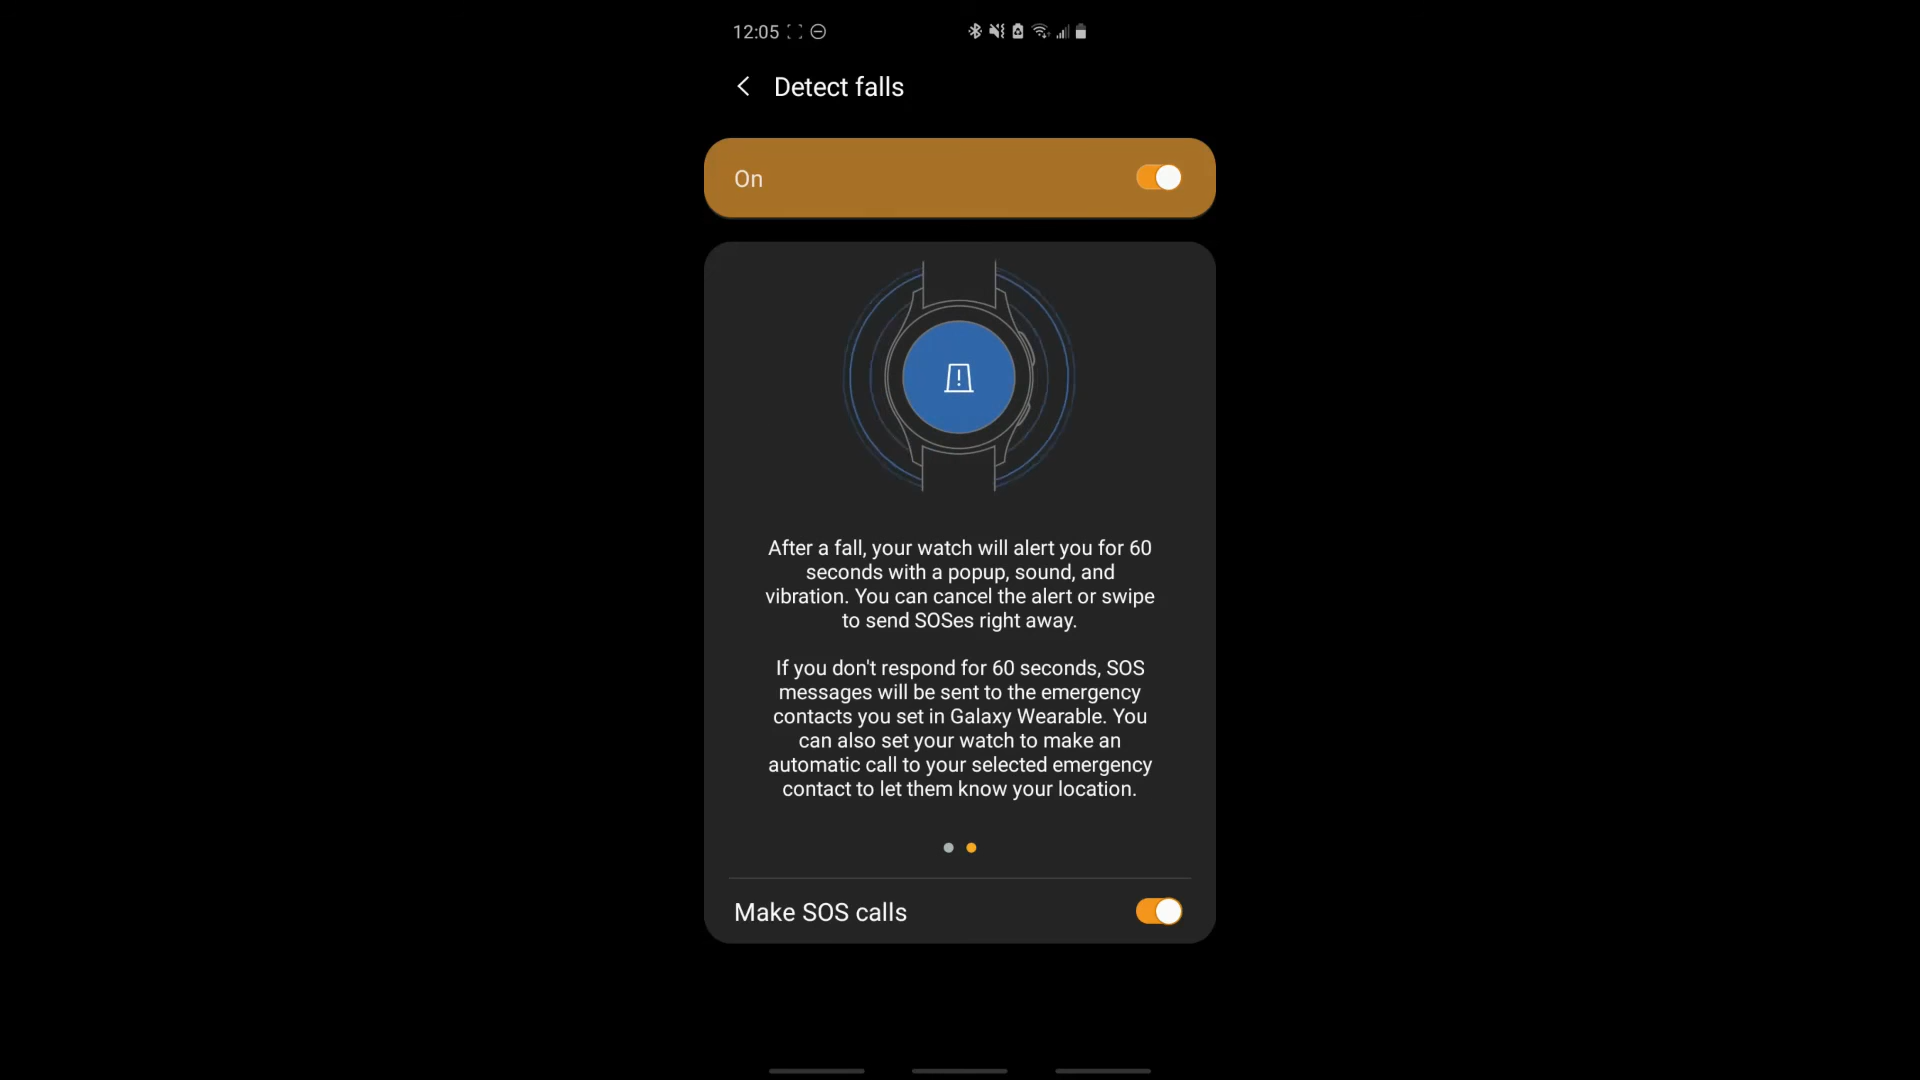 12:05
Detect falls
On
After a fall, your watch will alert you for 60
seconds with a popup, sound, and
vibration. You can cancel the alert or swipe
to send SOSes right away.
If you don't respond for 60 seconds, SOS
messages will be sent to the emergency
contacts you set in Galaxy Wearable. You
can also set your watch to make an
automatic call to your selected emergency
contact to let them know your location.
Make SOS calls